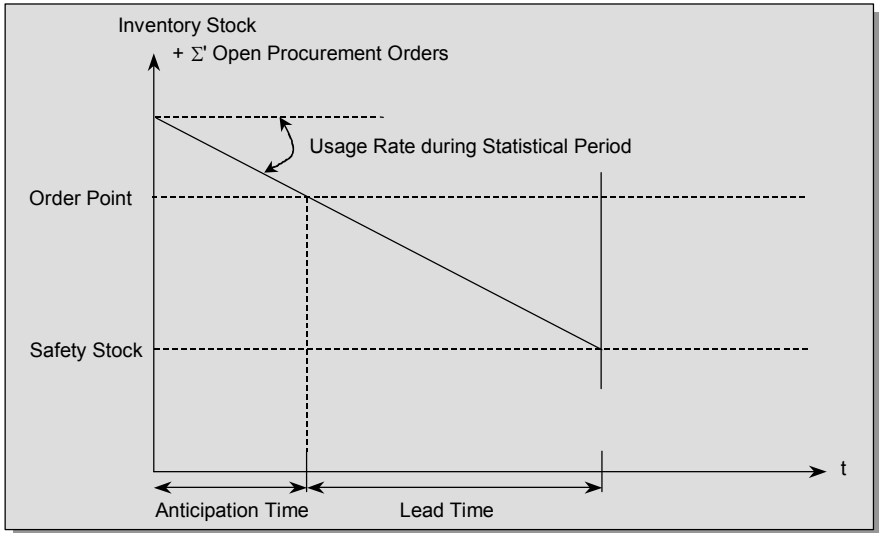 Inventory Stock
+ Σ' Open Procurement Orders
Usage Rate during Statistical Period
Order Point
Safety Stock
t
Anticipation Time
Lead Time